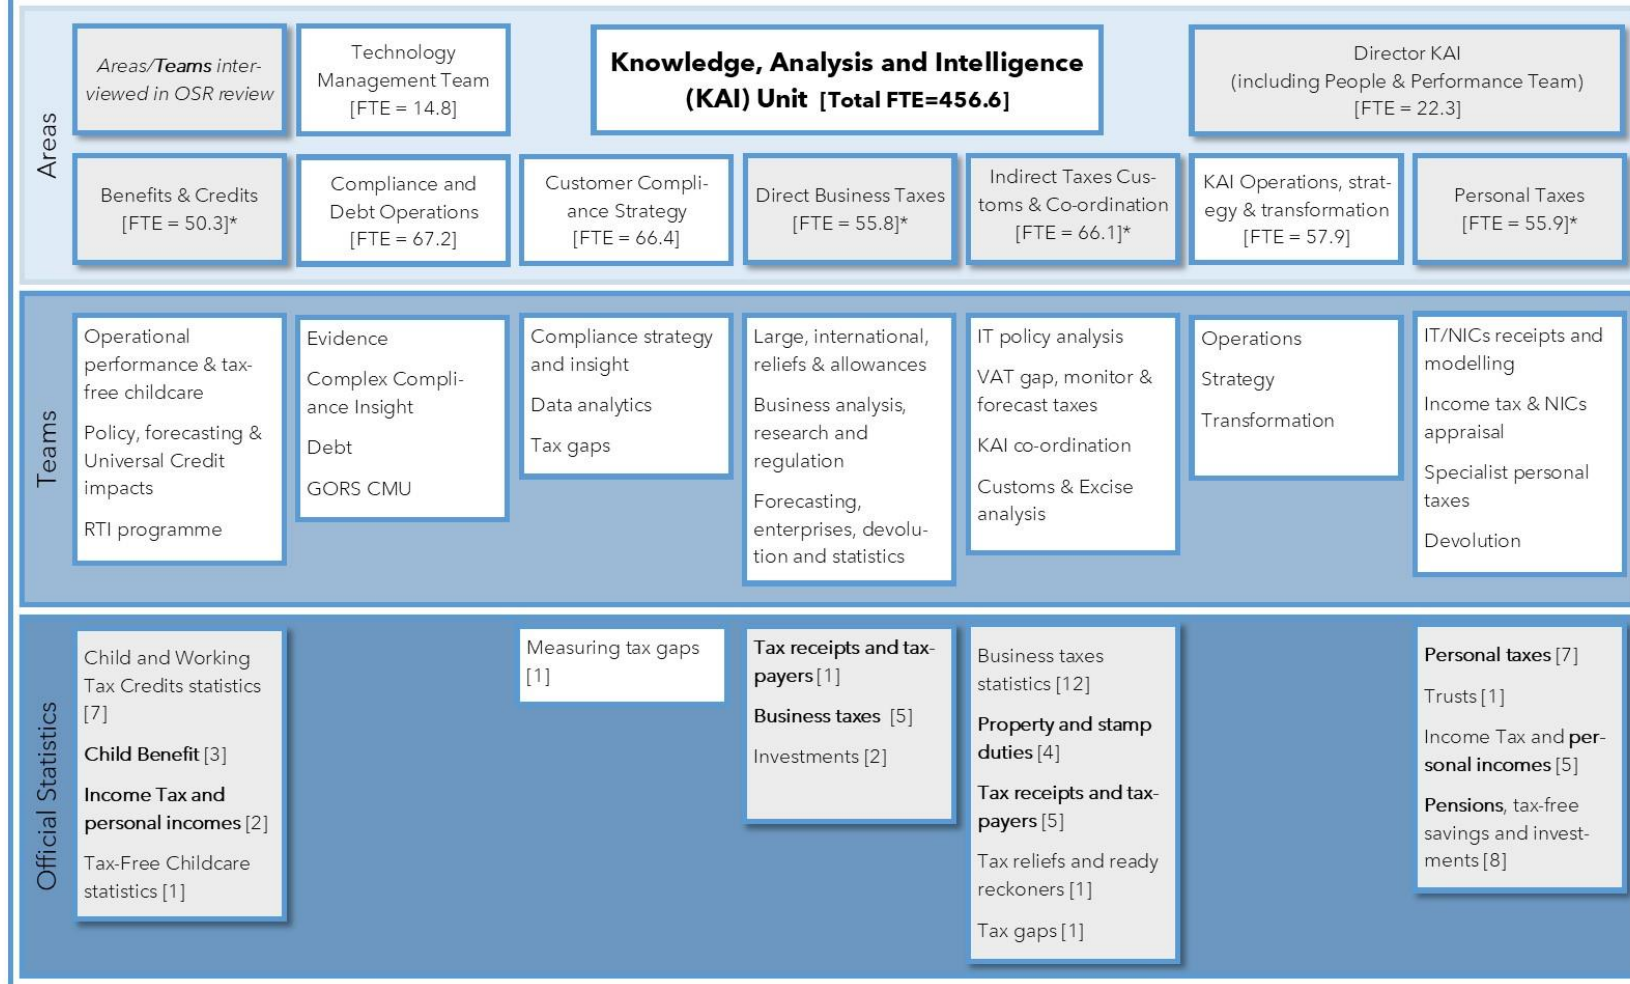 Areas
Areas/Teams inter-
viewed in OSR review
Technology
Management Team
[FTE = 14.8]
Knowledge, Analysis and Intelligence
(KAI) Unit [Total FTE=456.6]
Director KAI
(including People & Performance Team)
[FTE = 22.3]
Benefits & Credits
[FTE = 50.3]*
Compliance and
Debt Operations
[FTE = 67.2]
Customer Compli-
ance Strategy
[FTE = 66.4]
Direct Business Taxes
[FTE = 55.8]*
Indirect Taxes Cus-
toms & Co-ordination
[FTE = 66.1]*
KAI Operations, strat-
egy & transformation
[FTE = 57.9]
Personal Taxes
[FTE = 55.9]*
Teams
Operational
performance & tax-
free childcare
Policy, forecasting &
Universal Credit
impacts
RTI programme
Evidence
Complex Compli-
ance Insight
Debt
GORS CMU
Compliance strategy
and insight
Data analytics
Tax gaps
Large, international,
reliefs & allowances
Business analysis,
research and
regulation
Forecasting,
enterprises, devolu-
tion and statistics
IT policy analysis
VAT gap, monitor &
forecast taxes
KAI co-ordination
Customs & Excise
analysis
Operations
Strategy
Transformation
IT/NICs receipts and
modelling
Income tax & NICs
appraisal
Specialist personal
taxes
Devolution
Official Statistics
Child and Working
Tax Credits statistics
[7]
Child Benefit [3]
Income Tax and
personal incomes [2]
Tax-Free Childcare
statistics [1]
Measuring tax gaps
[1]
Tax receipts and tax-
payers [1]
Business taxes [5]
Investments [2]
Business taxes
statistics [12]
Property and stamp
duties [4]
Tax receipts and tax-
payers [5]
Tax reliefs and ready
reckoners [1]
Tax gaps [1]
Personal taxes [7]
Trusts [1]
Income Tax and per-
sonal incomes [5]
Pensions, tax-free
savings and invest-
ments [8]